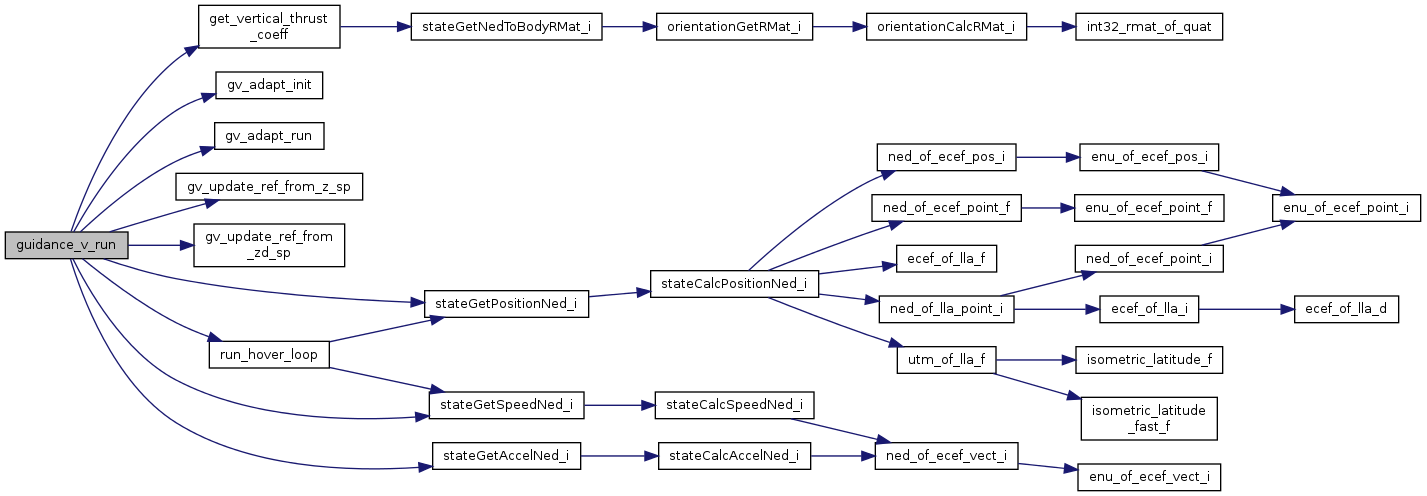 guidance_v_run
get_vertical_thrust
_coeff
stateGetNedToBodyRMat_i
orientationGetRMat_i
orientationCalcRMat_i
int32_rmat_of_quat
gv_adapt_init
gv_adapt_run
gv_update_ref_from_z_sp
gv_update_ref_from
_zd_sp
stateGetPositionNed_i
run_hover_loop
stateGetSpeedNed_i
stateGetAccelNed_i
stateCalcPositionNed_i
stateCalcSpeedNed_i
stateCalcAccelNed_i
ned_of_ecef_pos_i
ned_of_ecef_point_f
ecef_of_lla_f
ned_of_lla_point_i
utm_of_lla_f
ned_of_ecef_vect_i
enu_of_ecef_pos_i
enu_of_ecef_point_f
ned_of_ecef_point_i
ecef_of_lla_i
isometric_latitude_f
isometric_latitude
_fast_f
enu_of_ecef_vect_i
enu_of_ecef_point_i
ecef_of_lla_d